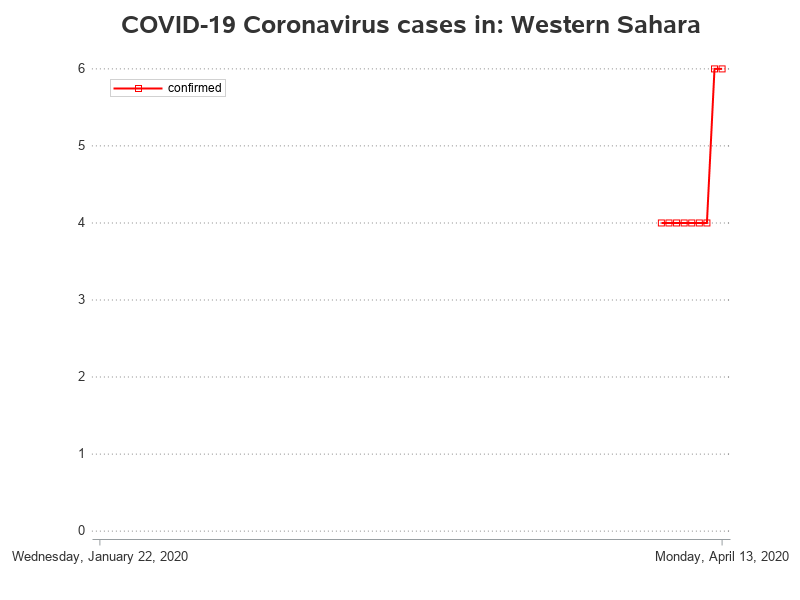 COVID-19 Coronavirus cases in: Western Sahara
6
confirmed
5
4
3
2
1
0
Wednesday, January 22, 2020
Monday, April 13, 2020